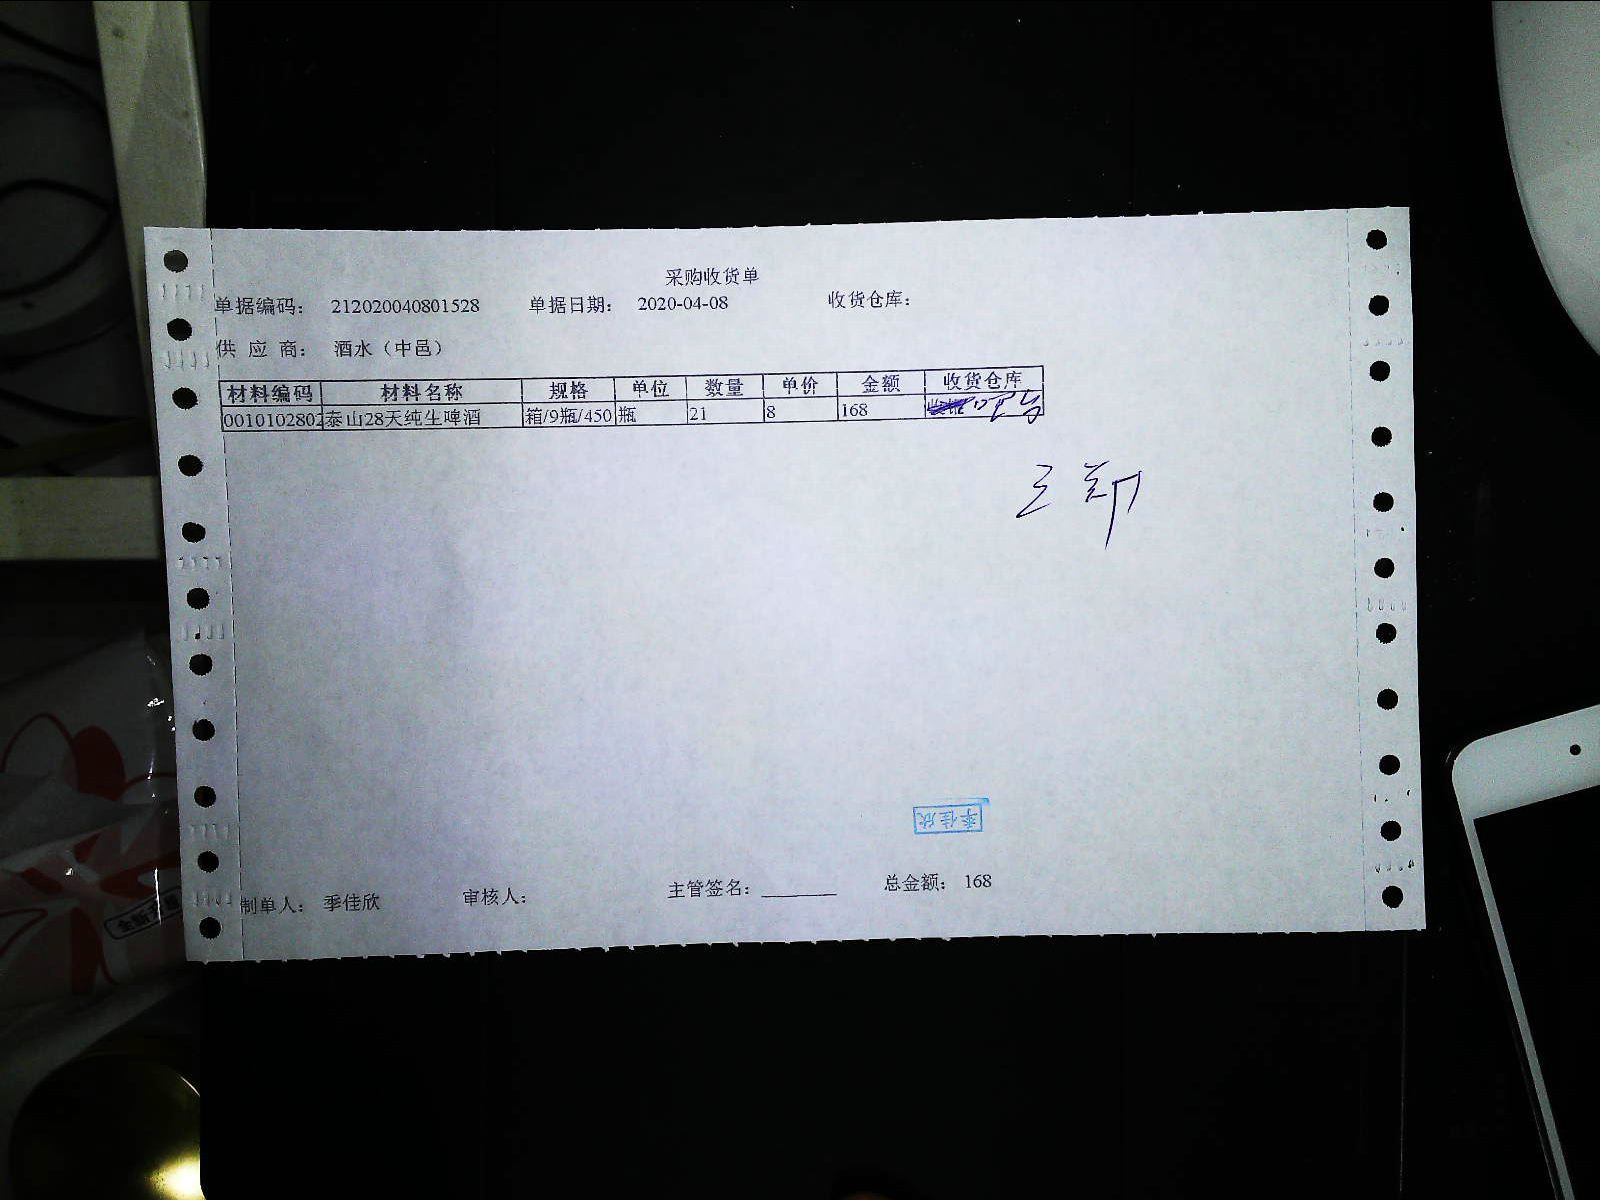 采购收货单
单据编码： 212020040801528 单据日期： 2020-04-08 收货仓库：
供 应 商： 酒水（中邑）
材料编码 材料名称 规格 单位 数量 单价 金额 收货仓库
0010102802 泰山28天纯生啤酒 箱/9瓶/450 瓶 21 8 168 吧台
季佳欣
制单人： 季佳欣 审核人： 主管签名：________ 总金额： 168